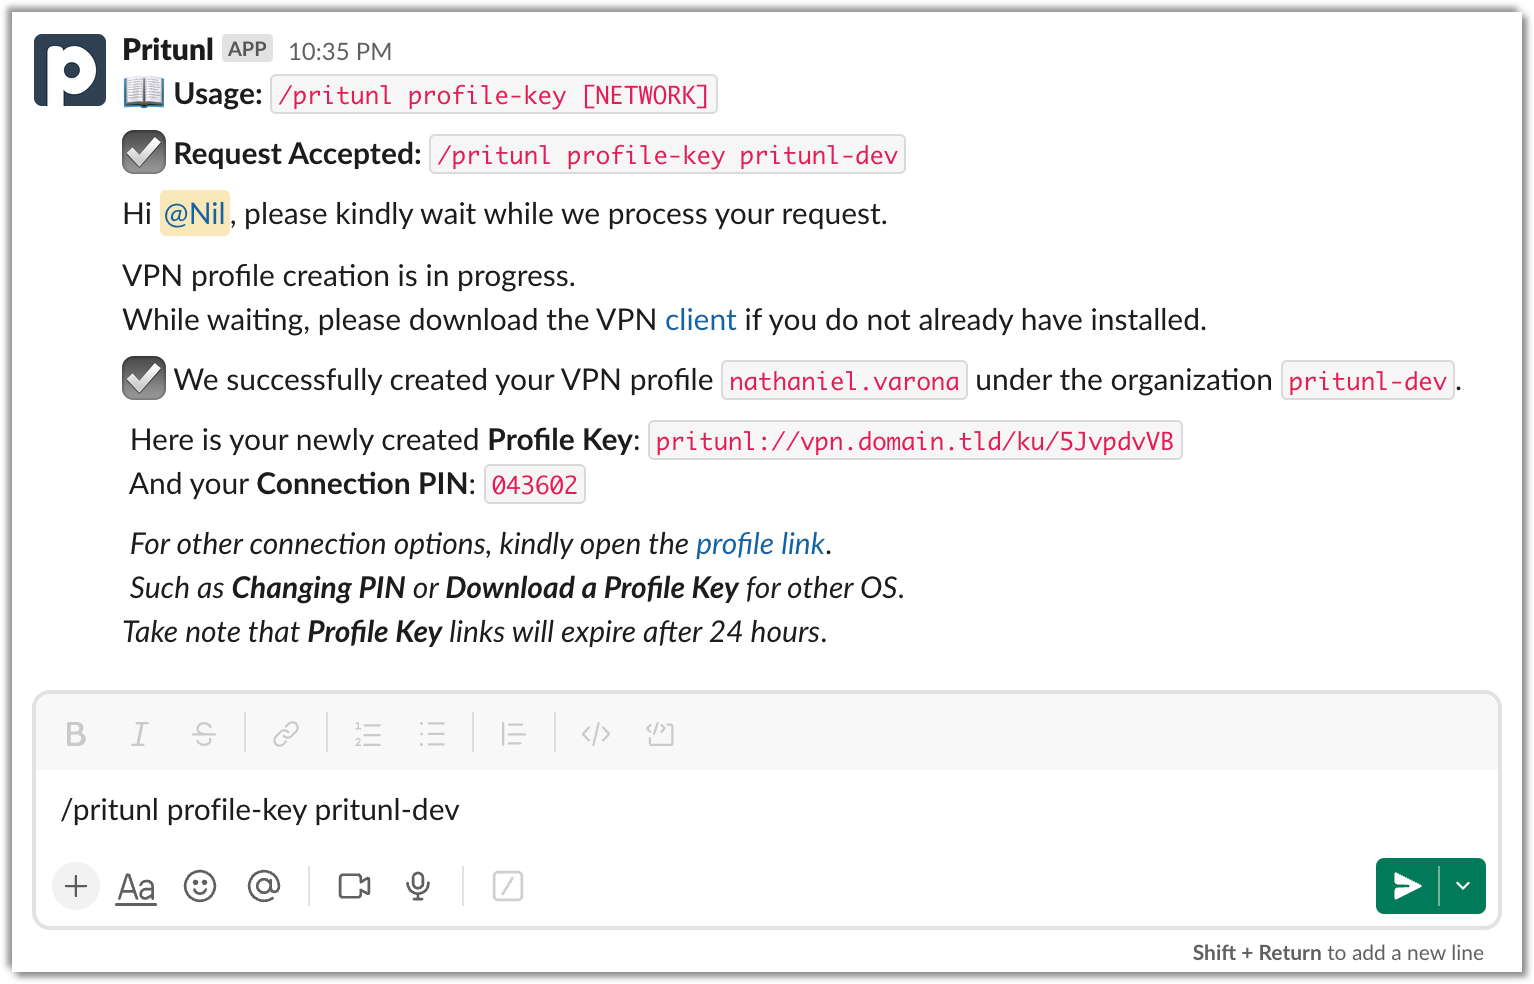 Pritunl APP 10:35 PM
Usage: /pritunl profile-key [NETWORK]
Request Accepted: /pritunl profile-key pritunl-dev
Hi @Nil, please kindly wait while we process your request.
VPN profile creation is in progress.
While waiting, please download the VPN client if you do not already have installed.
We successfully created your VPN profile nathaniel.varona under the organization pritunl-dev.
Here is your newly created Profile Key: pritunl://vpn.domain.tld/ku/5JvpdvVB
And your Connection PIN: 043602
For other connection options, kindly open the profile link.
Such as Changing PIN or Download a Profile Key for other OS.
Take note that Profile Key links will expire after 24 hours.
B I S
/pritunl profile-key pritunl-dev
Aa
Shift + Return to add a new line